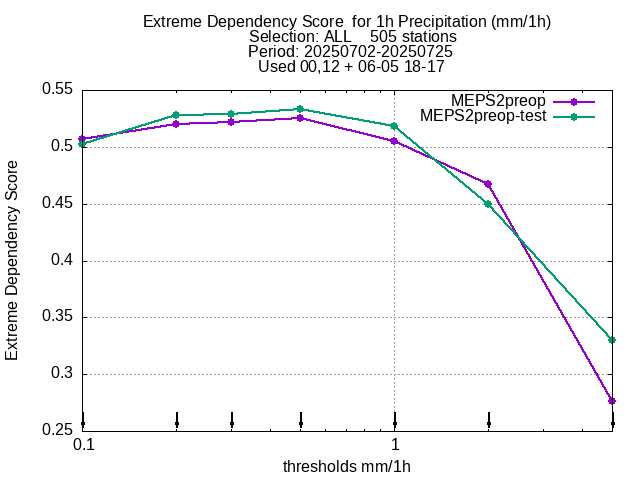 Extreme Dependency Score  for 1h Precipitation (mm/1h)
Selection: ALL    505 stations
Period: 20250702-20250725
Used 00,12 + 06-05 18-17
MEPS2preop
MEPS2preop-test
0.55
0.5
0.45
0.4
0.35
0.3
0.25
Extreme Dependency Score
0.1 1
thresholds mm/1h